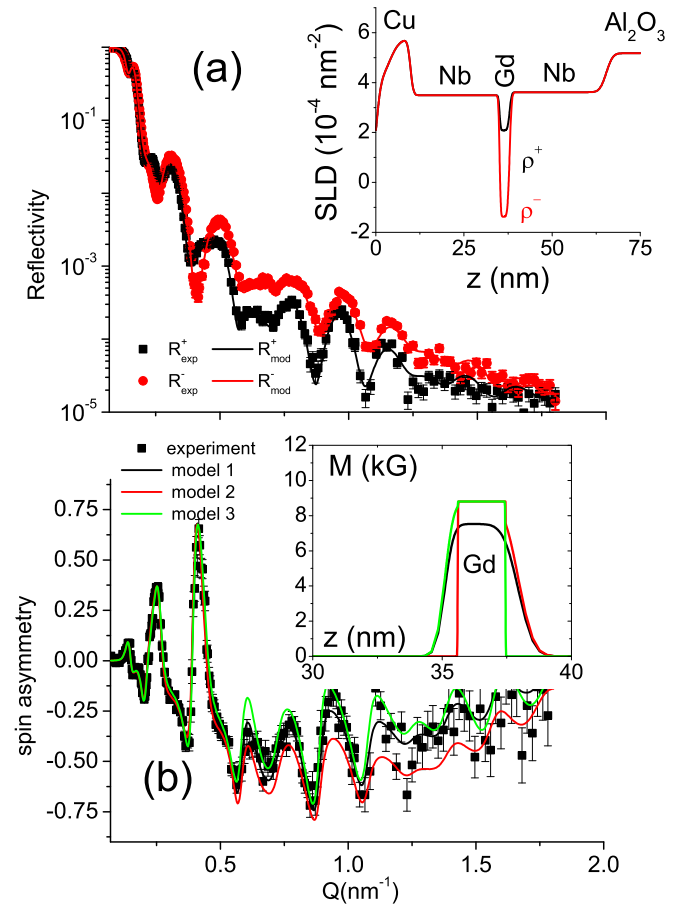 (a)
Reflectivity
10⁻¹
10⁻³
10⁻⁵
R⁺exp R⁺mod
R⁻exp R⁻mod
Cu Nb Gd Nb Al₂O₃
SLD (10⁻⁴ nm⁻²)
6
4
2
0
-2
ρ⁺
ρ⁻
0 25 50 75
z (nm)
experiment
model 1
model 2
model 3
spin asymmetry
0.75
0.50
0.25
0.00
-0.25
-0.50
-0.75
(b)
M (kG)
12
10
8
6
4
2
0
Gd
z (nm)
30 35 40
0.5 1.0 1.5 2.0
Q(nm⁻¹)